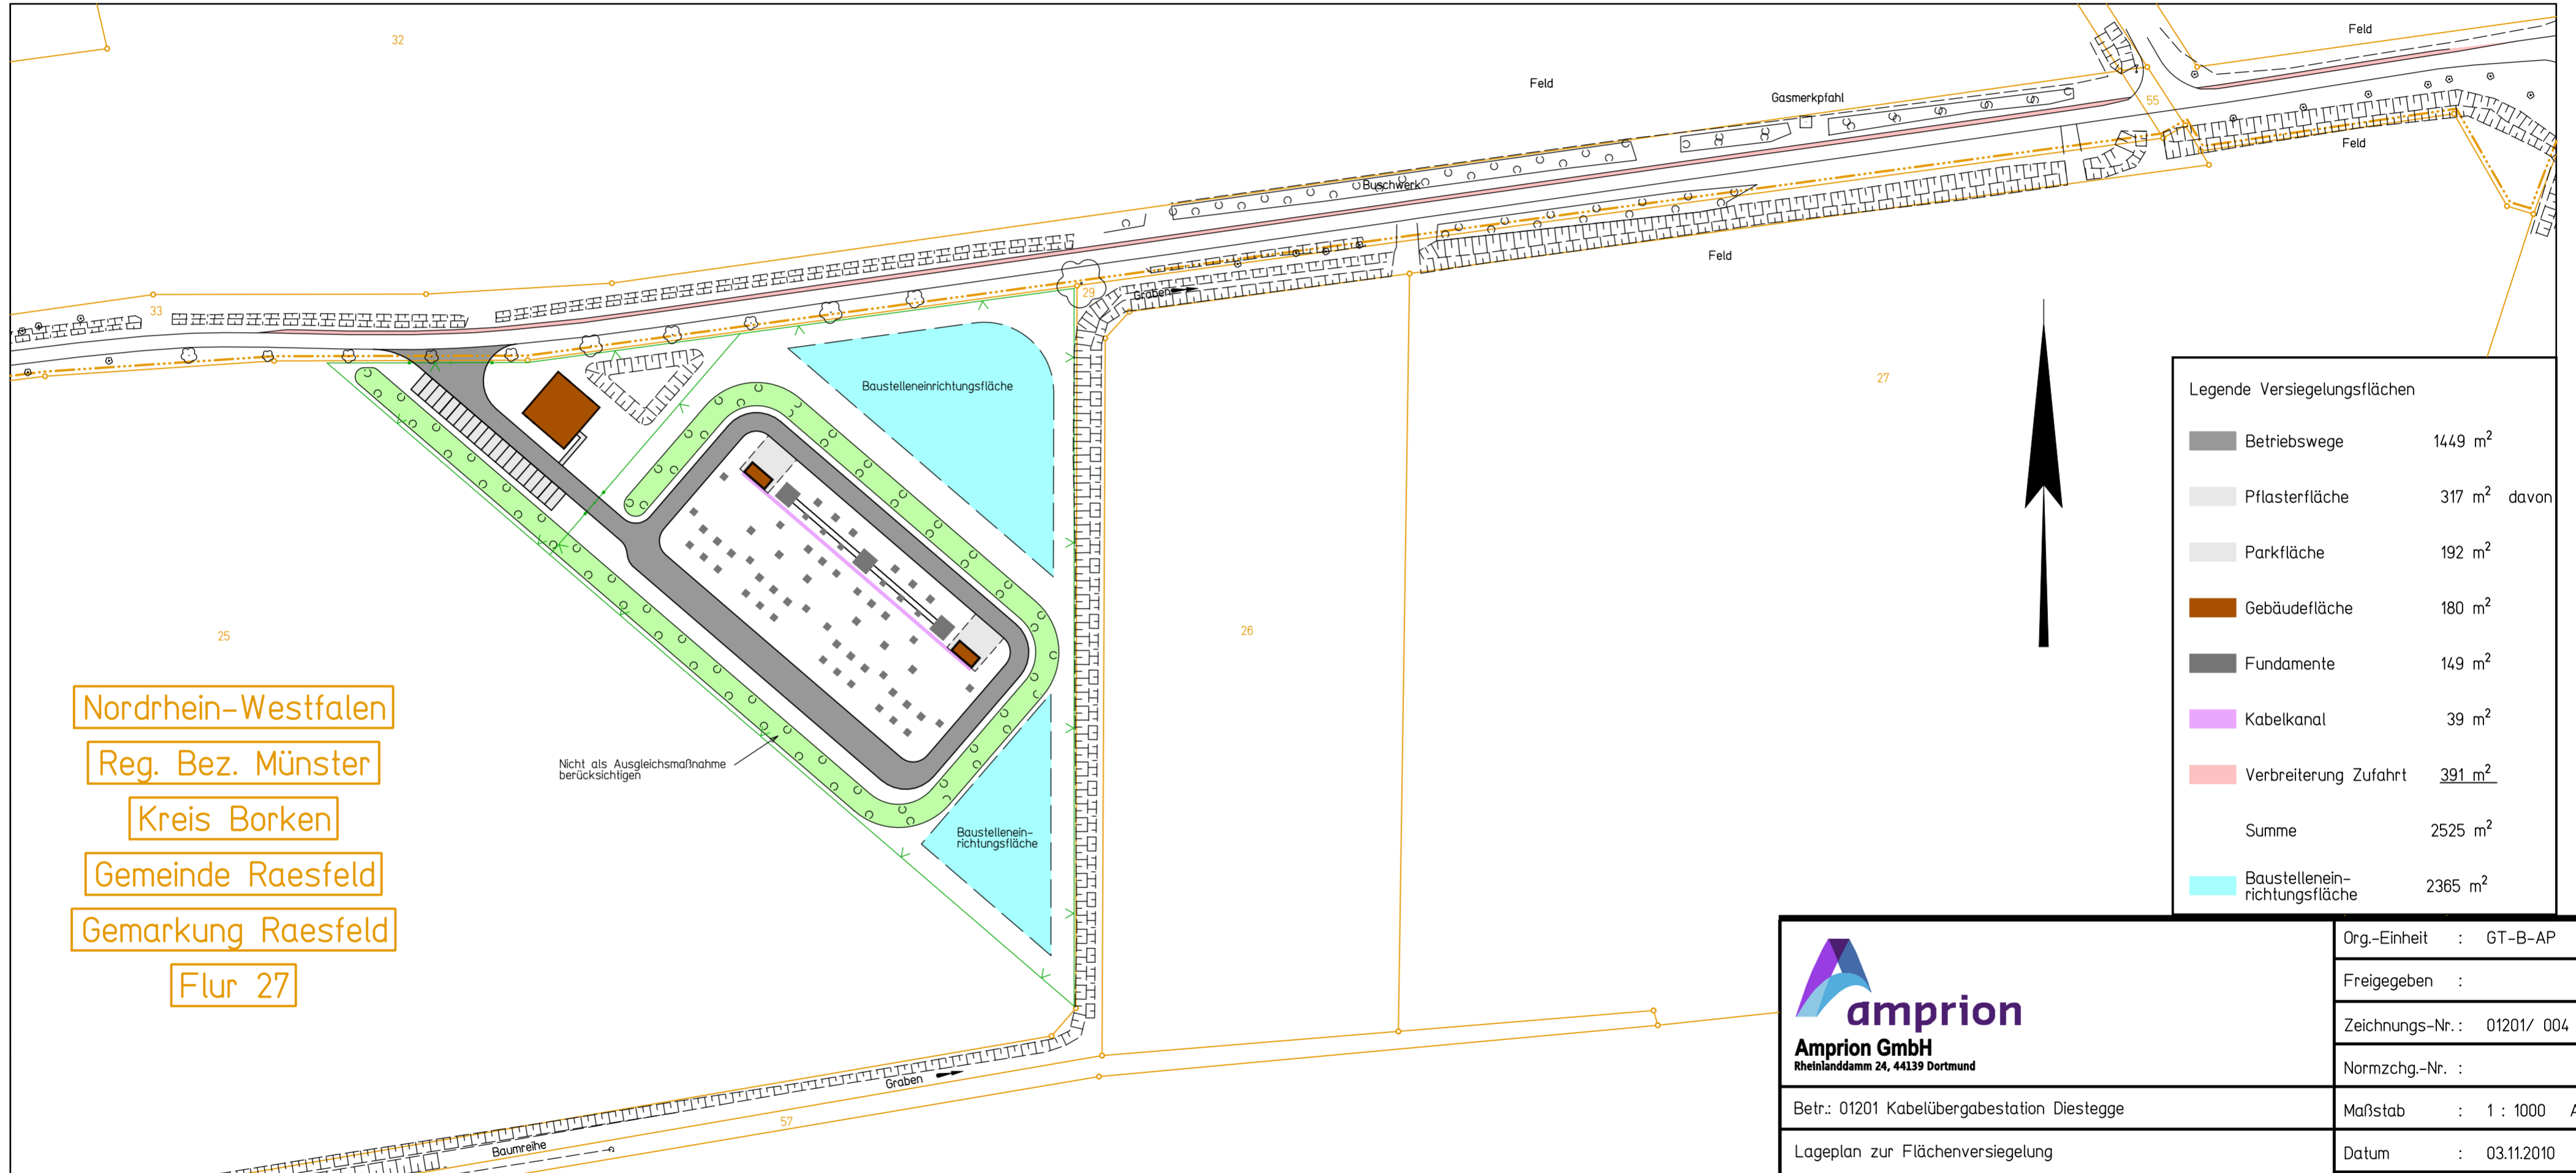 32
Feld
Feld
Gasmerkpfahl
55
Feld
Buschwerk
Feld
33
29
Graben
Baustelleneinrichtungsfläche
27
25
26
Nicht als Ausgleichsmaßnahme
berücksichtigen
Baustellenein-
richtungsfläche
Nordrhein-Westfalen
Reg. Bez. Münster
Kreis Borken
Gemeinde Raesfeld
Gemarkung Raesfeld
Flur 27
Graben
57
Baumreihe
Legende Versiegelungsflächen
Betriebswege 1449 m²
Pflasterfläche 317 m² davon
Parkfläche 192 m²
Gebäudefläche 180 m²
Fundamente 149 m²
Kabelkanal 39 m²
Verbreiterung Zufahrt 391 m²
Summe 2525 m²
Baustellenein-
richtungsfläche 2365 m²
amprion
Amprion GmbH
Rheinlanddamm 24, 44139 Dortmund
Betr.: 01201 Kabelübergabestation Diestegge
Lageplan zur Flächenversiegelung
Org.-Einheit : GT-B-AP
Freigegeben :
Zeichnungs-Nr. : 01201/ 004
Normzchg.-Nr. :
Maßstab : 1 : 1000
Datum : 03.11.2010